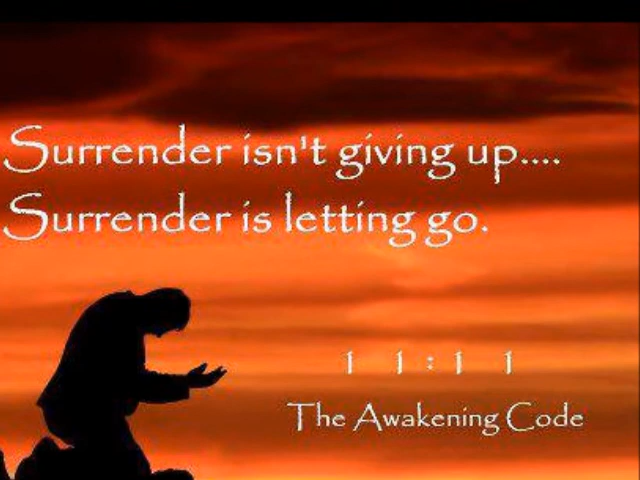 Surrender isn't giving up....
Surrender is letting go.
1 1 : 1 1
The Awakening Code